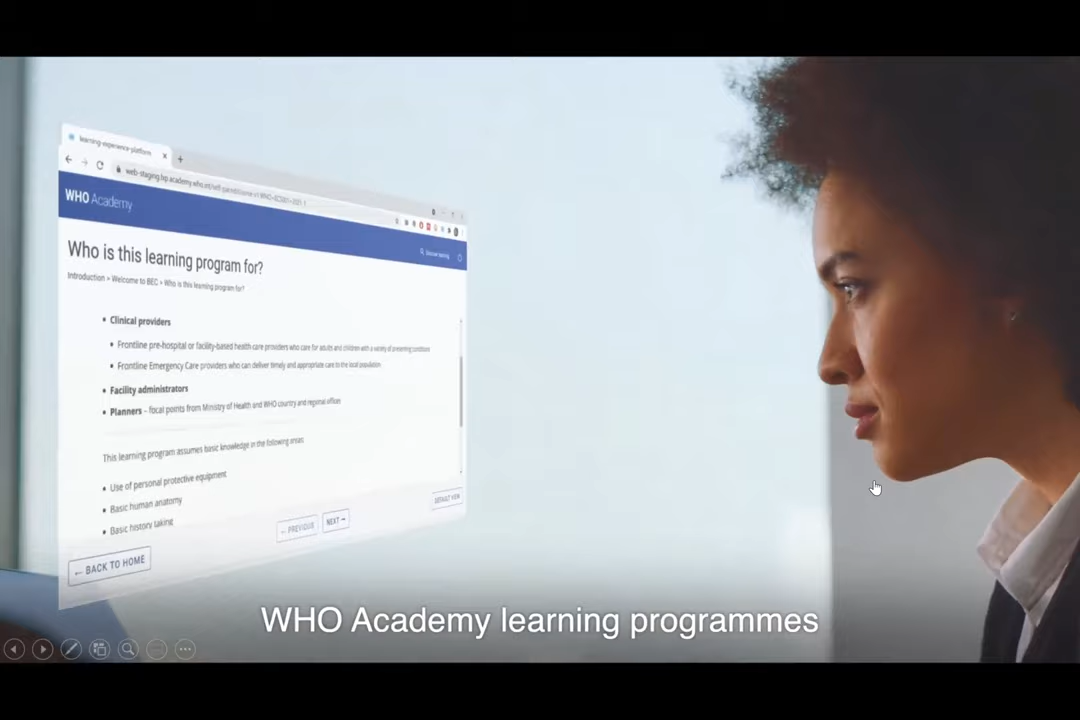 learning-experience-platform
WHO Academy
Discover learning
Who is this learning program for?
Introduction > Welcome to BEC > Who is this learning program for?
• Clinical providers
• Frontline pre-hospital or facility-based health care providers who care for adults and children with a variety of presenting conditions
• Frontline Emergency Care providers who can deliver timely and appropriate care to the local population
• Facility administrators
• Planners – focal points from Ministry of Health and WHO country and regional offices
This learning program assumes basic knowledge in the following areas:
• Use of personal protective equipment
• Basic human anatomy
• Basic history taking
DEFAULT VIEW
← PREVIOUS
NEXT →
← BACK TO HOME
WHO Academy learning programmes